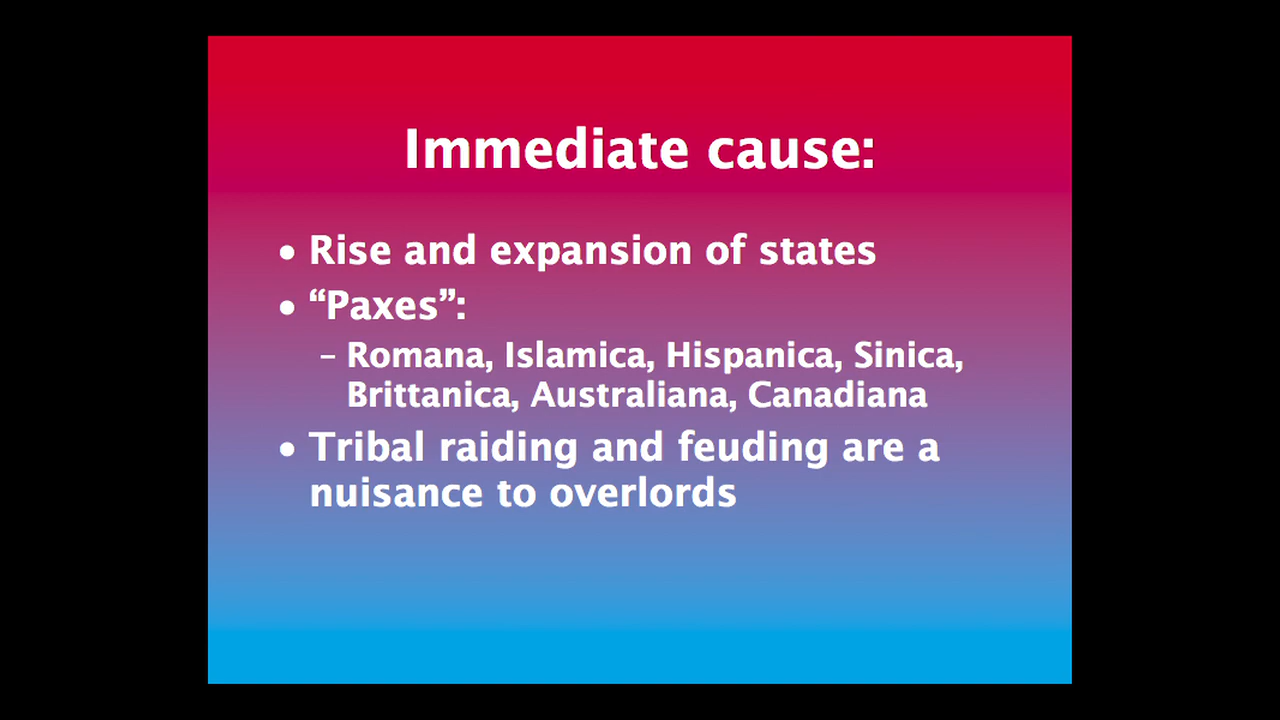 Immediate cause:
• Rise and expansion of states
• “Paxes”:
– Romana, Islamica, Hispanica, Sinica,
Brittanica, Australiana, Canadiana
• Tribal raiding and feuding are a
nuisance to overlords